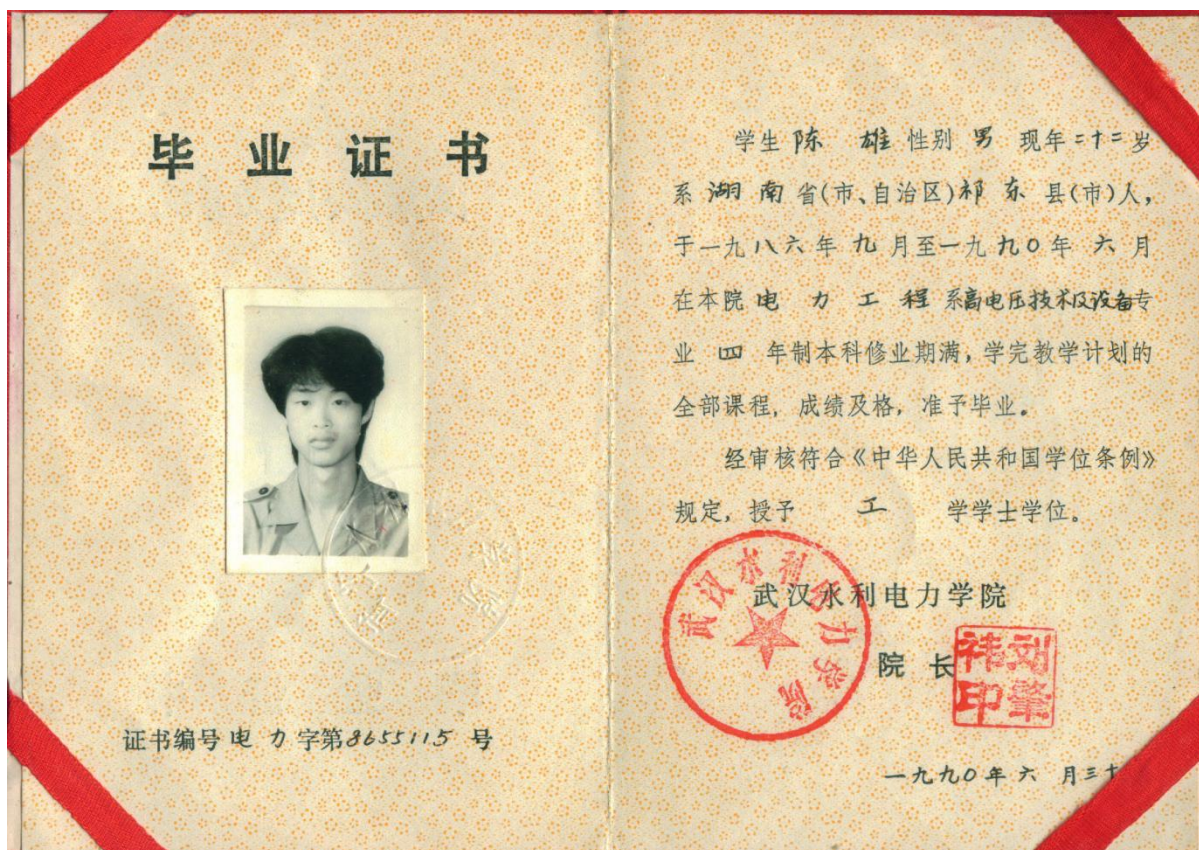 毕业证书
证书编号电力字第8655115号
学生陈雄性别男现年二十二岁
系湖南省(市、自治区)祁东县(市)人，
于一九八六年九月至一九九〇年六月
在本院电力工程系高电压技术及设备专
业四年制本科修业期满，学完教学计划的
全部课程，成绩及格，准予毕业。
经审核符合《中华人民共和国学位条例》
规定，授予工学学士学位。
武汉水利电力学院
武汉水利电力学院
院长
刘肇祎印
一九九〇年六月三十